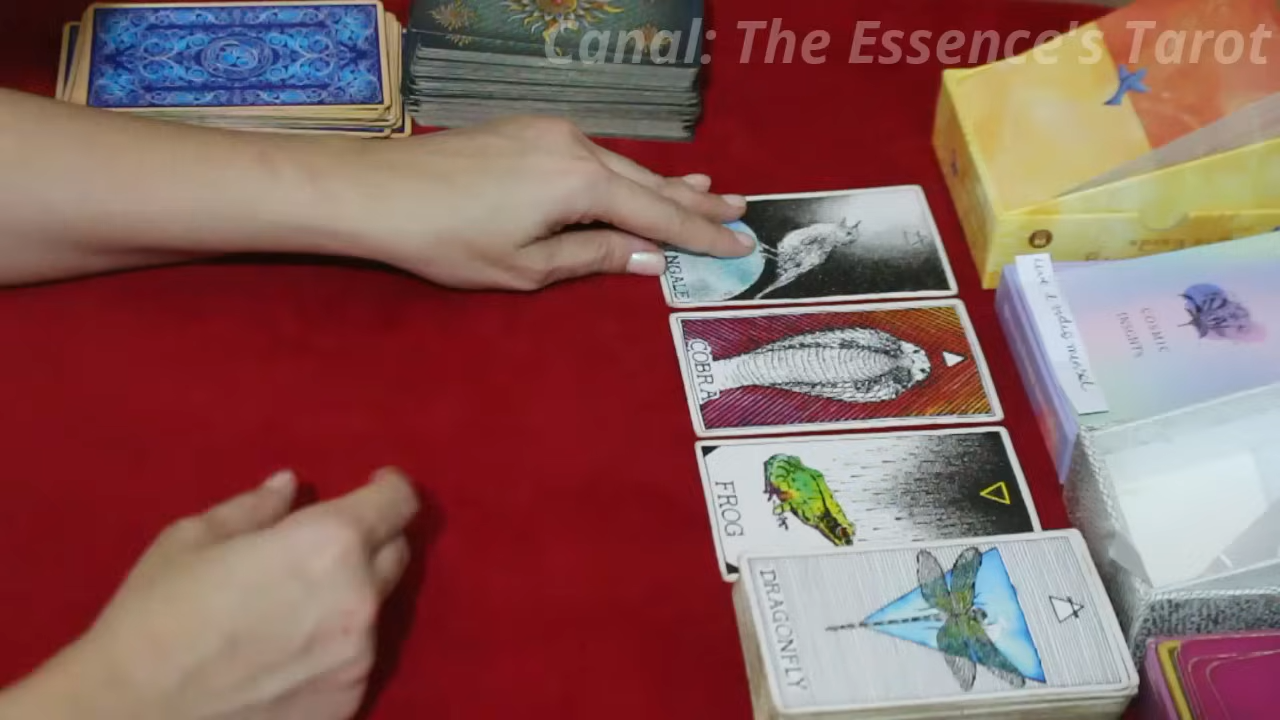 Canal: The Essence's Tarot
NGALE
COBRA
FROG
DRAGONFLY
COSMIC
INSIGHTS